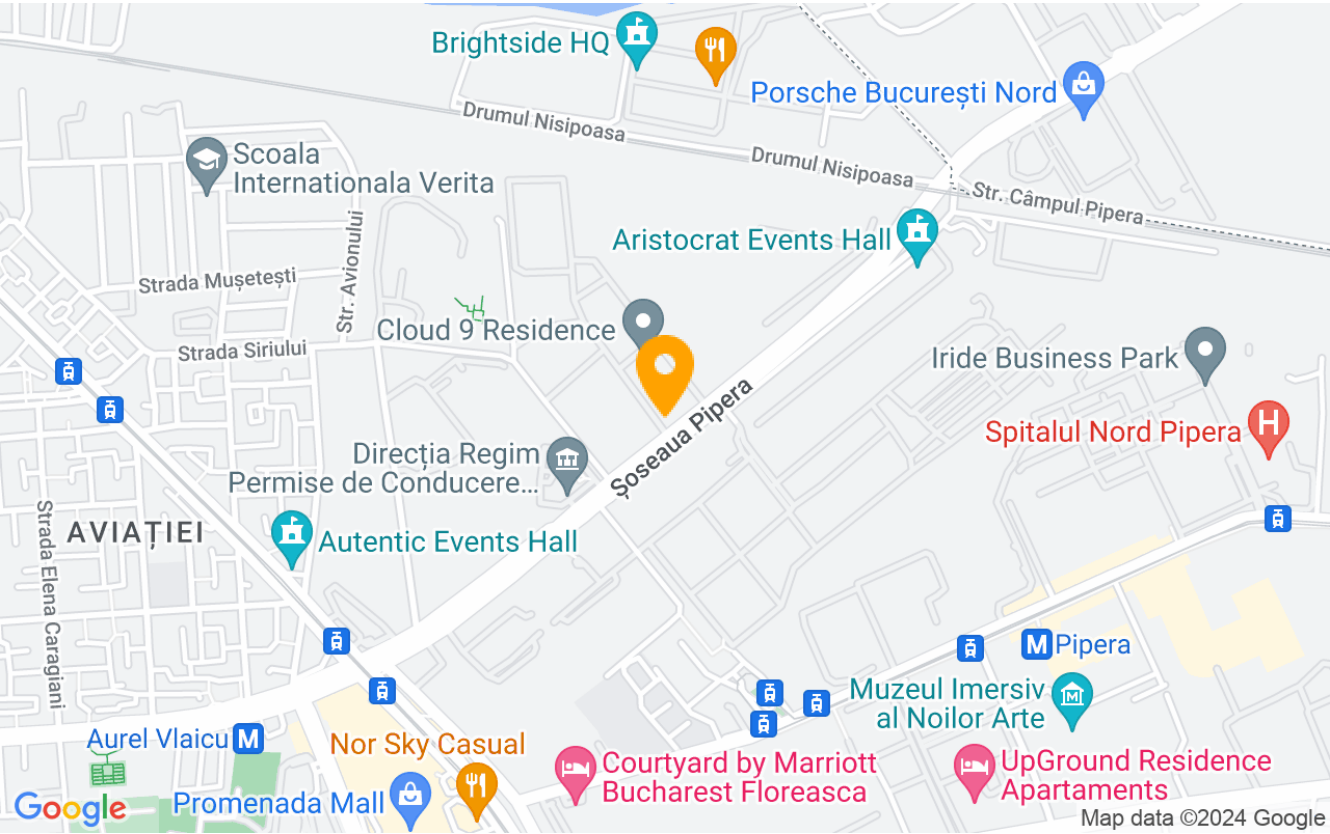 Brightside HQ
Porsche București Nord
Drumul Nisipoasa
Drumul Nisipoasa
Scoala
Internationala Verita
Str. Câmpul Pipera
Str. Avionului
Aristocrat Events Hall
Strada Mușetești
Cloud 9 Residence
Strada Siriului
Iride Business Park
Șoseaua Pipera
Spitalul Nord Pipera
H
Direcția Regim
Permise de Conducere...
Strada Elena Caragiani
AVIAȚIEI
Autentic Events Hall
M Pipera
Muzeul Imersiv
al Noilor Arte
M
Aurel Vlaicu M
Nor Sky Casual
Courtyard by Marriott
Bucharest Floreasca
UpGround Residence
Apartaments
Promenada Mall
Google
Map data ©2024 Google